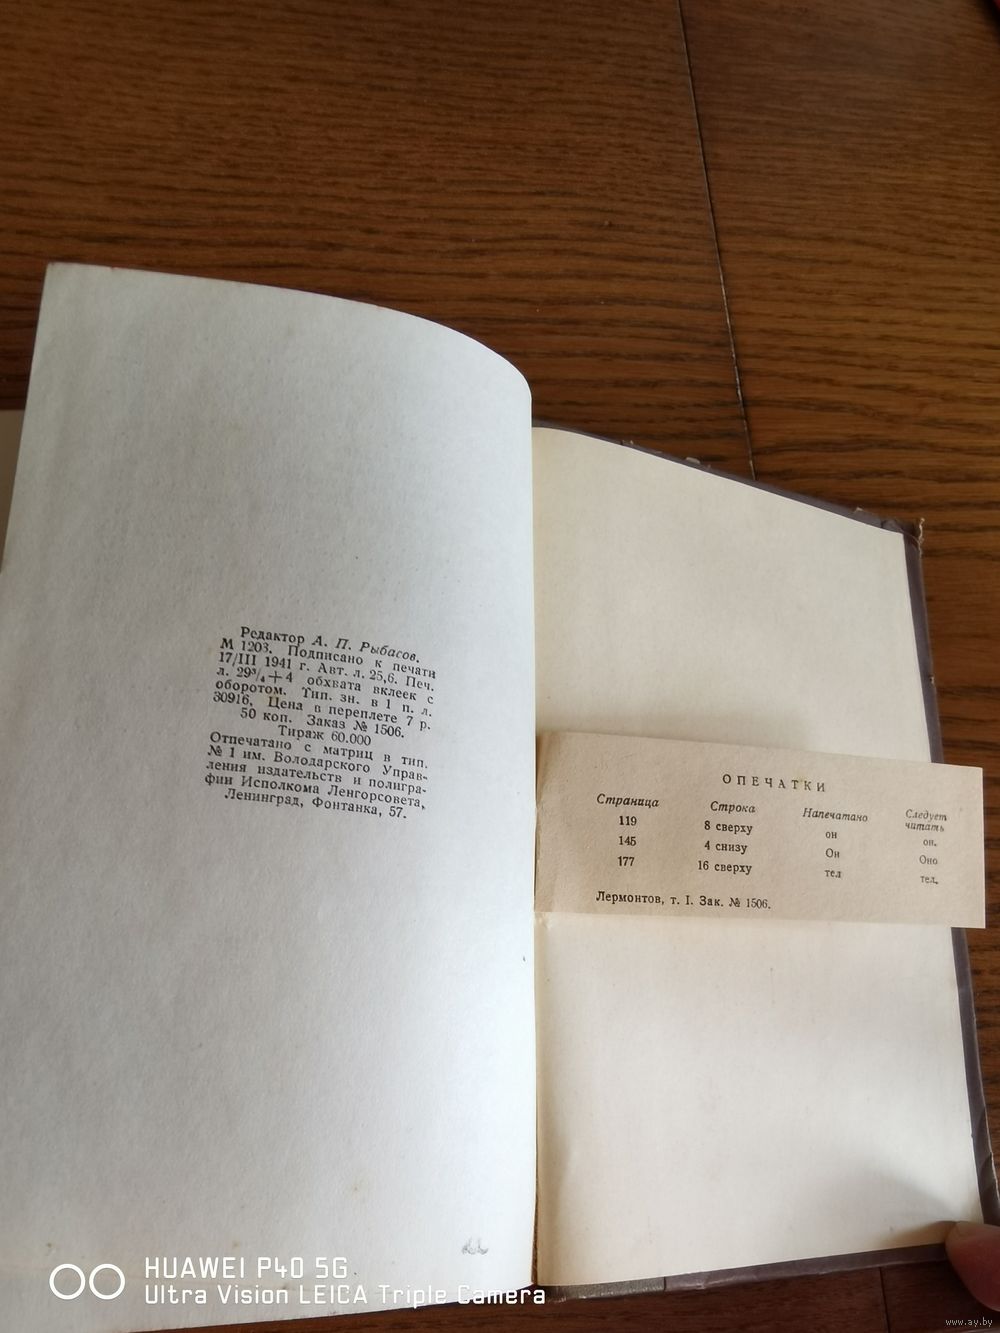 Редактор А. П. Рыбасов.
М 1203. Подписано к печати
17/III 1941 г. Авт. л. 25,6. Печ.
л. 29³/₄+4 обхвата вклеек с
оборотом. Тип. зн. в 1 п. л.
30916. Цена в переплете 7 р.
50 коп. Заказ № 1506.
Тираж 60.000
Отпечатано с матриц в тип.
№ 1 им. Володарского Управ-
ления издательств и полигра-
фии Исполкома Ленгорсовета,
Ленинград, Фонтанка, 57.
ОПЕЧАТКИ
Страница Строка Напечатано Следует читать
119 8 сверху он он.
145 4 снизу Он Оно
177 16 сверху тел тел.
Лермонтов, т. I. Зак. № 1506.
HUAWEI P40 5G
Ultra Vision LEICA Triple Camera
www.ay.by